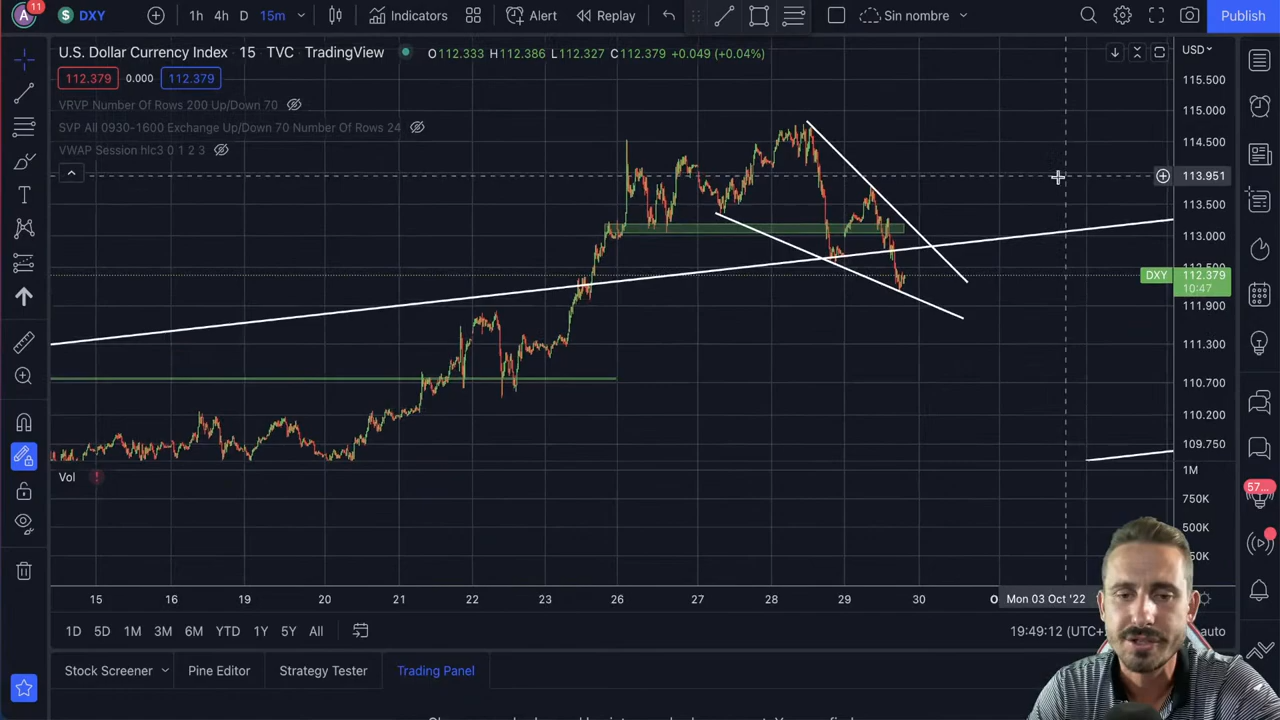 A 11 DXY 1h 4h D 15m Indicators Alert Replay Sin nombre Publish
U.S. Dollar Currency Index 15 TVC TradingView O112.333 H112.386 L112.327 C112.379 +0.049 (+0.04%) USD
112.379 0.000 112.379
VRVP Number Of Rows 200 Up/Down 70
SVP All 0930-1600 Exchange Up/Down 70 Number Of Rows 24
VWAP Session hlc3 0 1 2 3
115.500
115.000
114.500
113.951
113.500
113.000
DXY 112.379
10:47
111.900
111.300
110.700
110.200
109.750
Vol !
1M
750K
500K
57...
15 16 19 20 21 22 23 26 27 28 29 30 Mon 03 Oct '22
1D 5D 1M 3M 6M YTD 1Y 5Y All 19:49:12 auto
Stock Screener Pine Editor Strategy Tester Trading Panel